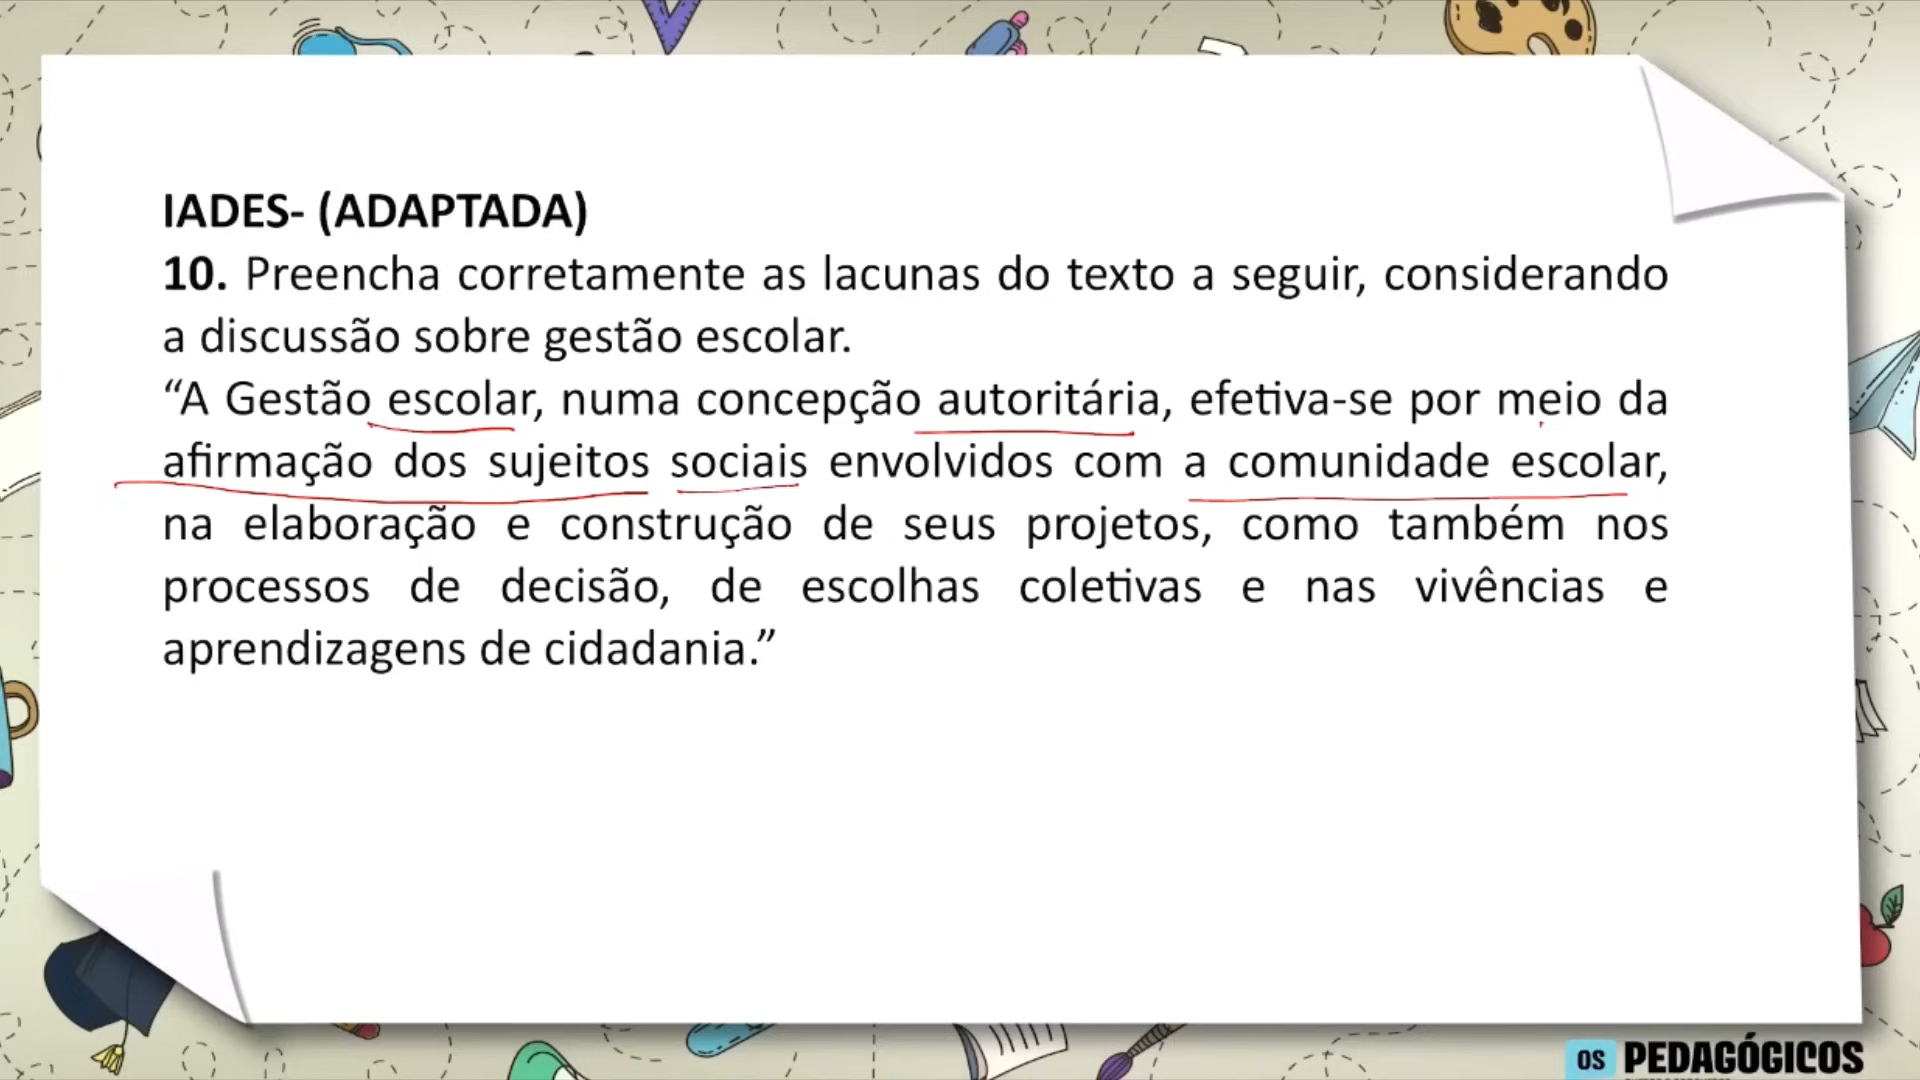 IADES- (ADAPTADA)
10. Preencha corretamente as lacunas do texto a seguir, considerando
a discussão sobre gestão escolar.
“A Gestão escolar, numa concepção autoritária, efetiva-se por meio da
afirmação dos sujeitos sociais envolvidos com a comunidade escolar,
na elaboração e construção de seus projetos, como também nos
processos de decisão, de escolhas coletivas e nas vivências e
aprendizagens de cidadania.”
OS PEDAGÓGICOS